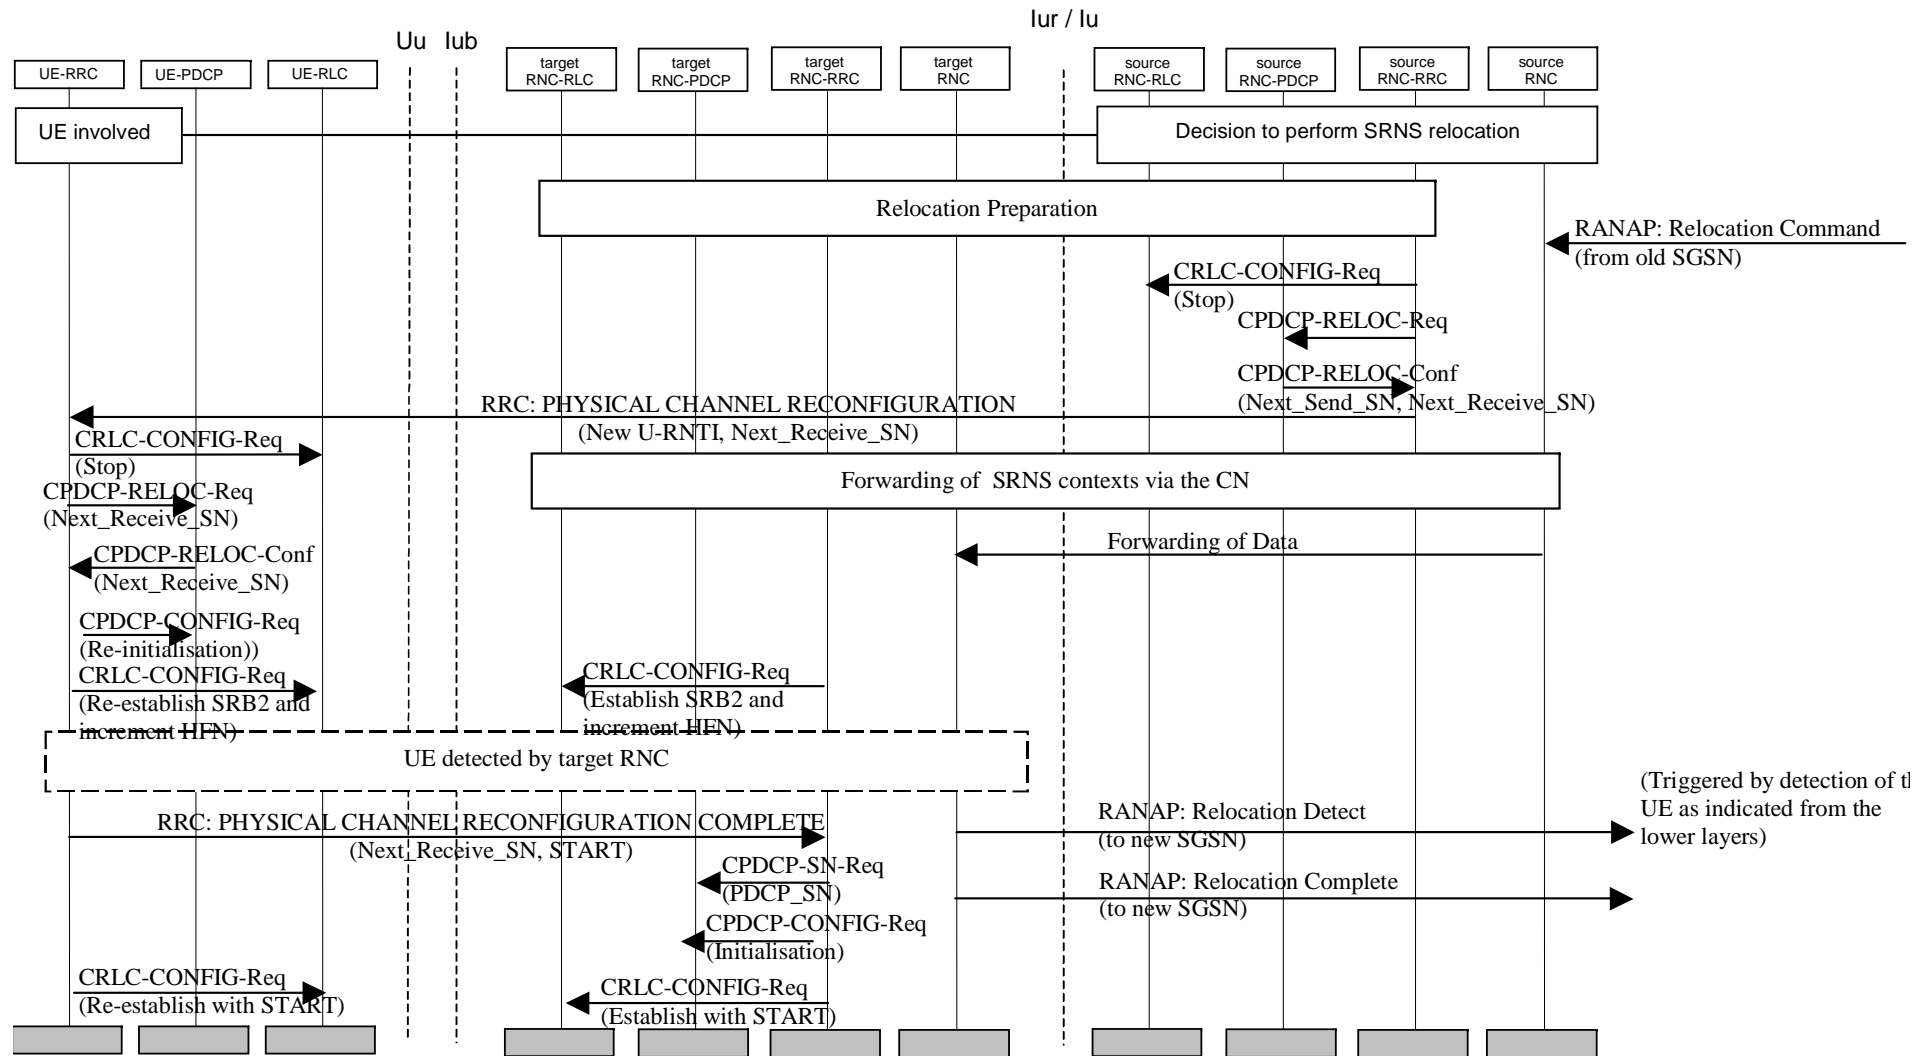 Iur / Iu
Uu Iub
UE-RRC
UE-PDCP
UE-RLC
target
RNC-RLC
target
RNC-PDCP
target
RNC-RRC
target
RNC
source
RNC-RLC
source
RNC-PDCP
source
RNC-RRC
source
RNC
UE involved
Decision to perform SRNS relocation
Relocation Preparation
RANAP: Relocation Command
(from old SGSN)
CRLC-CONFIG-Req
(Stop)
CPDCP-RELOC-Req
CPDCP-RELOC-Conf
(Next_Send_SN, Next_Receive_SN)
RRC: PHYSICAL CHANNEL RECONFIGURATION
(New U-RNTI, Next_Receive_SN)
CRLC-CONFIG-Req
(Stop)
Forwarding of SRNS contexts via the CN
CPDCP-RELOC-Req
(Next_Receive_SN)
Forwarding of Data
CPDCP-RELOC-Conf
(Next_Receive_SN)
CPDCP-CONFIG-Req
(Re-initialisation))
CRLC-CONFIG-Req
(Re-establish SRB2 and
increment HFN)
CRLC-CONFIG-Req
(Establish SRB2 and
increment HFN)
UE detected by target RNC
(Triggered by detection of th
UE as indicated from the
lower layers)
RRC: PHYSICAL CHANNEL RECONFIGURATION COMPLETE
(Next_Receive_SN, START)
RANAP: Relocation Detect
(to new SGSN)
CPDCP-SN-Req
(PDCP_SN)
RANAP: Relocation Complete
(to new SGSN)
CPDCP-CONFIG-Req
(Initialisation)
CRLC-CONFIG-Req
(Re-establish with START)
CRLC-CONFIG-Req
(Establish with START)